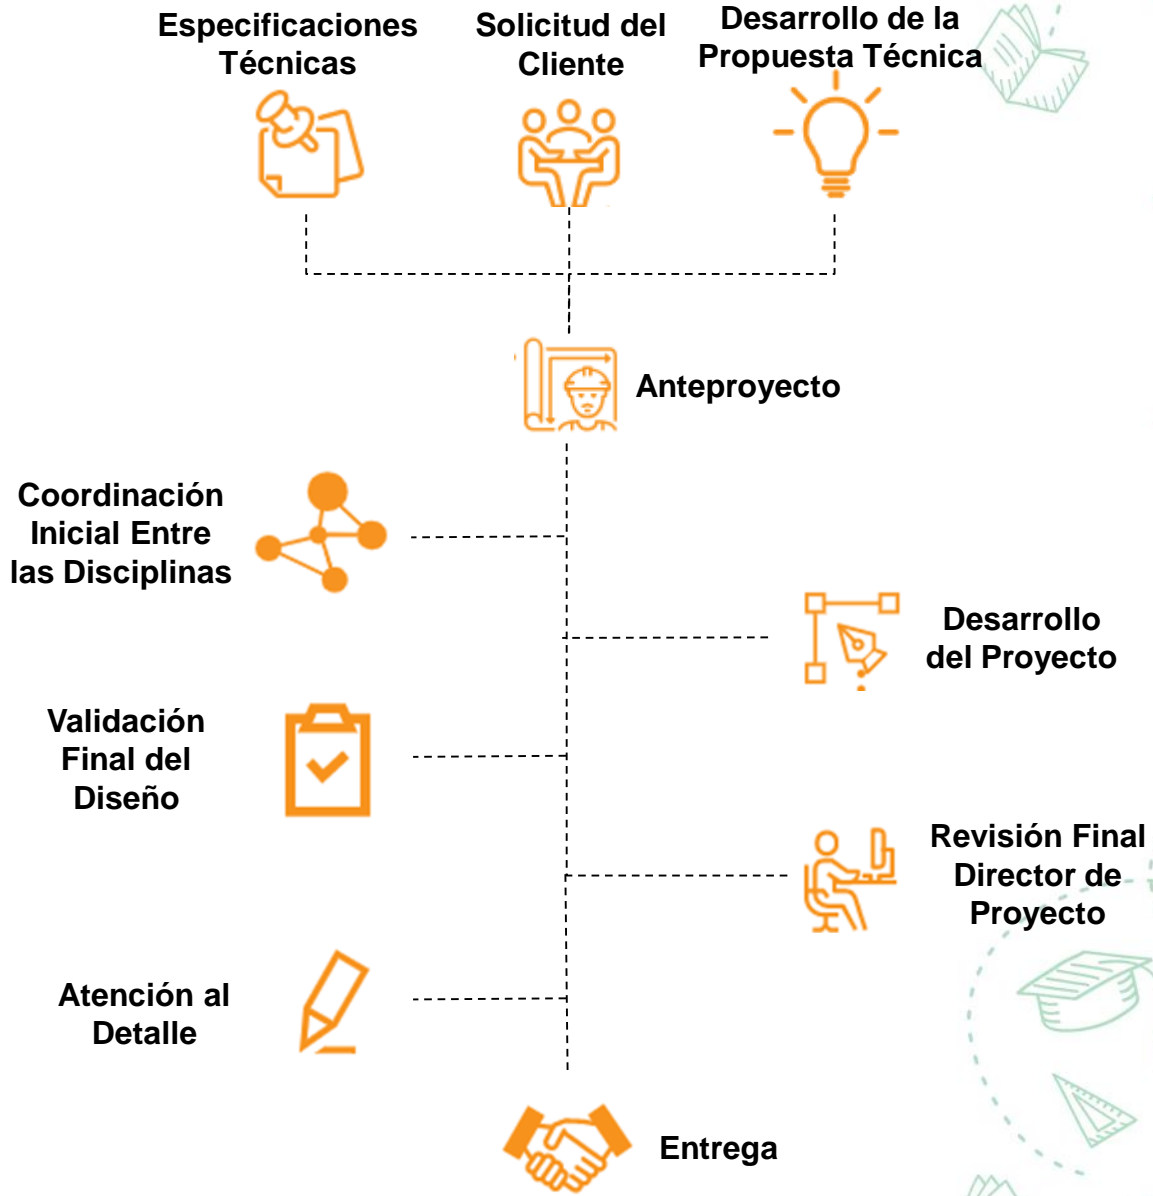 Especificaciones
Técnicas
Solicitud del
Cliente
Desarrollo de la
Propuesta Técnica
Anteproyecto
Coordinación
Inicial Entre
las Disciplinas
Desarrollo
del Proyecto
Validación
Final del
Diseño
Revisión Final
Director de
Proyecto
Atención al
Detalle
Entrega